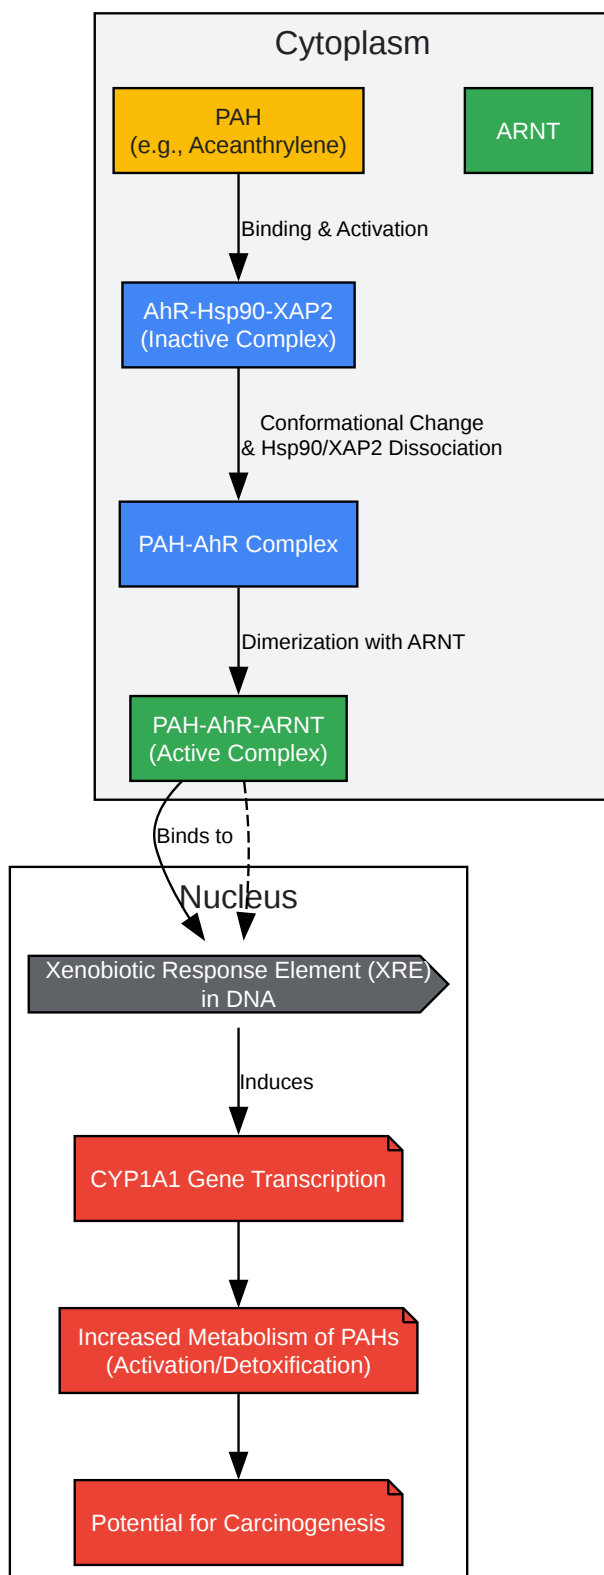 Cytoplasm
PAH
(e.g., Aceanthrylene)
ARNT
Binding & Activation
AhR-Hsp90-XAP2
(Inactive Complex)
Conformational Change
& Hsp90/XAP2 Dissociation
PAH-AhR Complex
Dimerization with ARNT
PAH-AhR-ARNT
(Active Complex)
Binds to
Nucleus
Xenobiotic Response Element (XRE)
in DNA
Induces
CYP1A1 Gene Transcription
Increased Metabolism of PAHs
(Activation/Detoxification)
Potential for Carcinogenesis